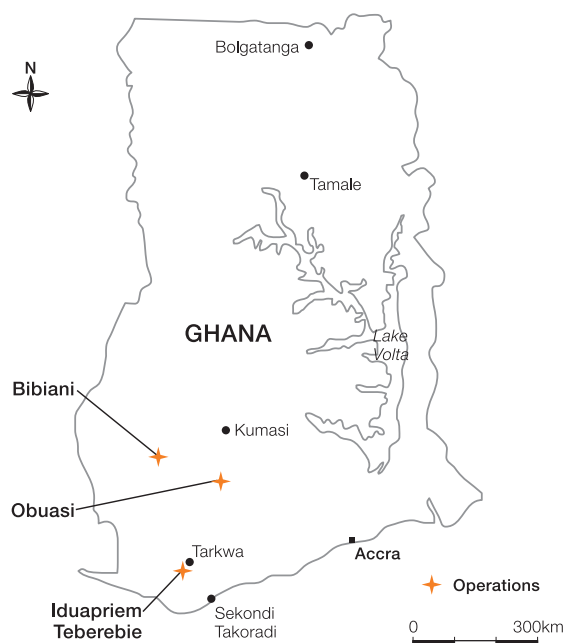 Bolgatanga
N
Tamale
GHANA
Lake
Volta
Bibiani
Kumasi
Obuasi
Accra
Tarkwa
Operations
Iduapriem
Teberebie
Sekondi
Takoradi
0 300km